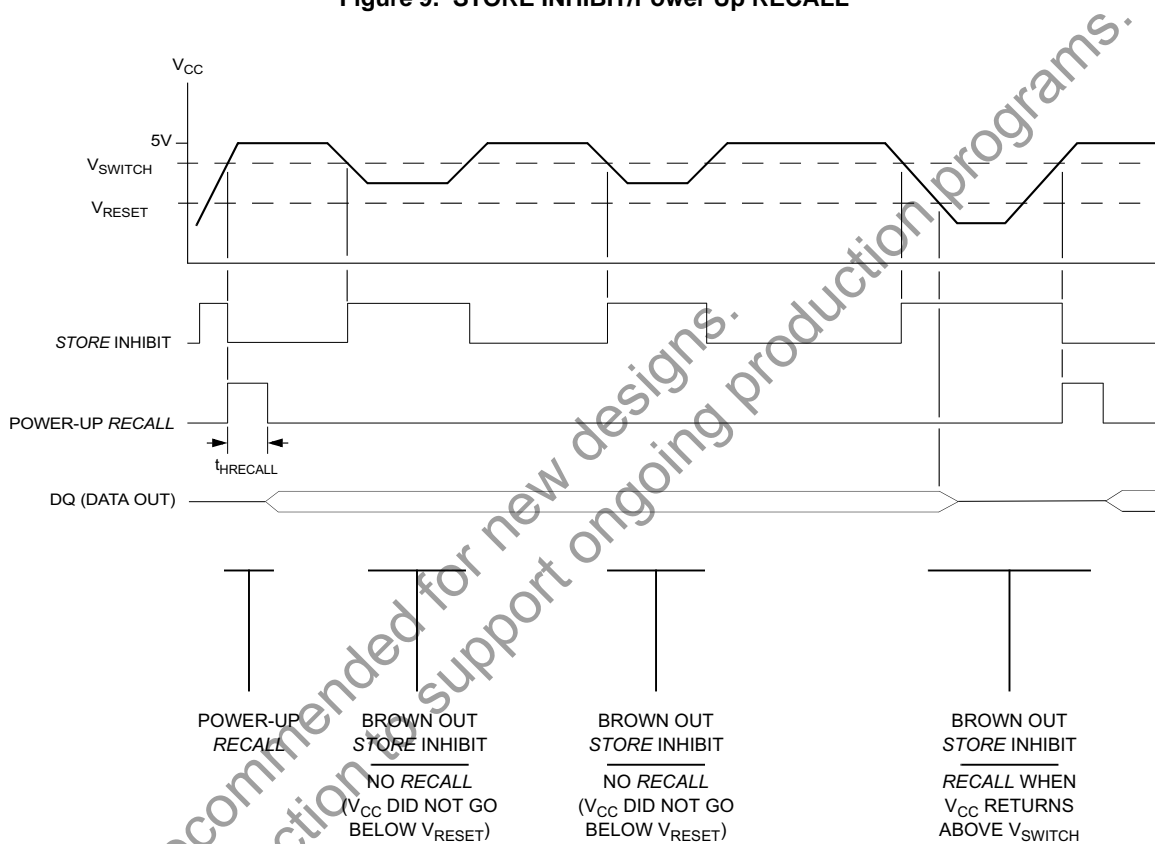 Figure 9. STORE INHIBIT/Power Up RECALL
VCC
5V
VSWITCH
VRESET
STORE INHIBIT
POWER-UP RECALL
tHRECALL
DQ (DATA OUT)
POWER-UP
RECALL
BROWN OUT
STORE INHIBIT
NO RECALL
(VCC DID NOT GO
BELOW VRESET)
BROWN OUT
STORE INHIBIT
NO RECALL
(VCC DID NOT GO
BELOW VRESET)
BROWN OUT
STORE INHIBIT
RECALL WHEN
VCC RETURNS
ABOVE VSWITCH
ecommended for new designs.
ction to support ongoing production programs.